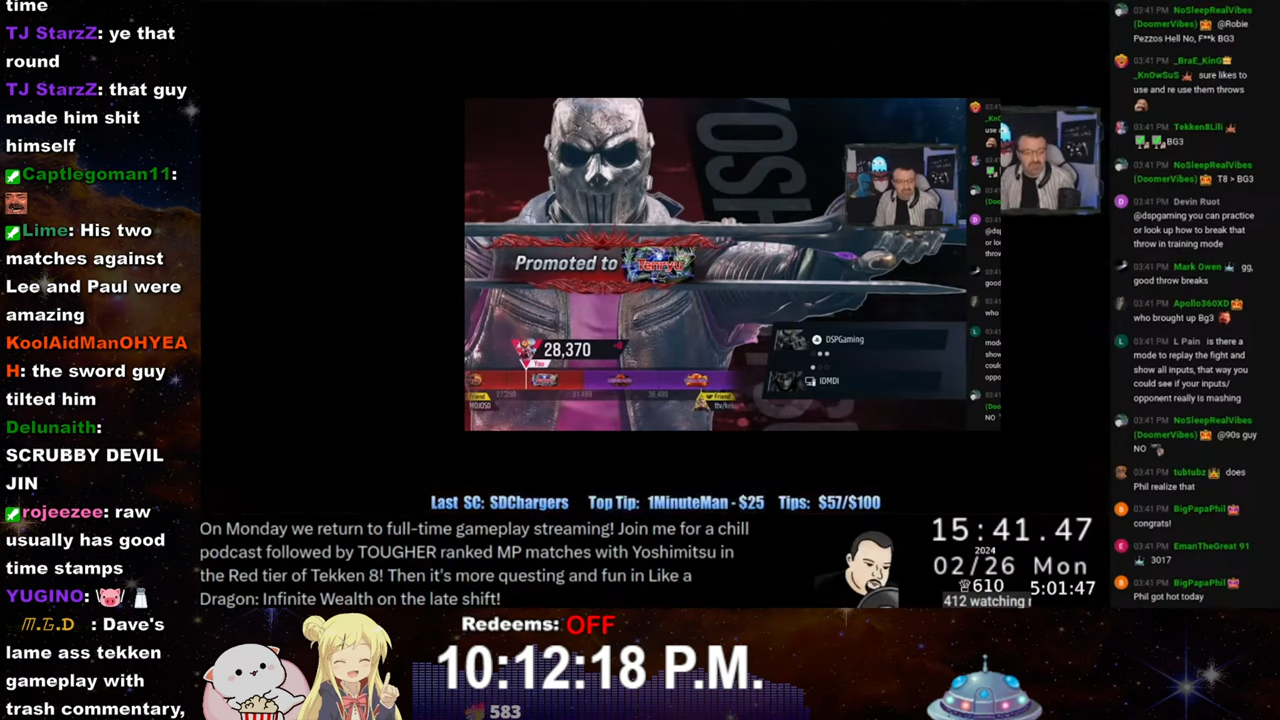 time
TJ StarzZ: ye that
round
TJ StarzZ: that guy
made him shit
himself
Captlegoman11:
Lime: His two
matches against
Lee and Paul were
amazing
KoolAidManOHYEA
H: the sword guy
tilted him
Delunaith:
SCRUBBY DEVIL
JIN
rojeezee: raw
usually has good
time stamps
YUGINO:
M.G.D : Dave's
lame ass tekken
gameplay with
trash commentary,
Promoted to Tenryu
28,370
You
DSPGaming
IDMDI
Last SC: SDChargers Top Tip: 1MinuteMan - $25 Tips: $57/$100
On Monday we return to full-time gameplay streaming! Join me for a chill
podcast followed by TOUGHER ranked MP matches with Yoshimitsu in
the Red tier of Tekken 8! Then it's more questing and fun in Like a
Dragon: Infinite Wealth on the late shift!
15:41.47
2024
02/26 Mon
610 5:01:47
412 watching
Redeems: OFF
10:12:18 P.M.
583
03:41 PM NoSleepRealVibes
(DoomerVibes) @Robie
Pezzos Hell No, F**k BG3
03:41 PM _BraE_KinG
_KnOwSuS sure likes to
use and re use them throws
03:41 PM Tekken8Lili
BG3
03:41 PM NoSleepRealVibes
(DoomerVibes) T8 > BG3
03:41 PM Devin Ruot
@dspgaming you can practice
or look up how to break that
throw in training mode
03:41 PM Mark Owen gg,
good throw breaks
03:41 PM Apollo360XD
who brought up Bg3
03:41 PM L Pain is there a
mode to replay the fight and
show all inputs, that way you
could see if your inputs/
opponent really is mashing
03:41 PM NoSleepRealVibes
(DoomerVibes) @90s guy
NO
03:41 PM tubtubz does
Phil realize that
03:41 PM BigPapaPhil
congrats!
03:41 PM EmanTheGreat 91
3017
03:41 PM BigPapaPhil
Phil got hot today